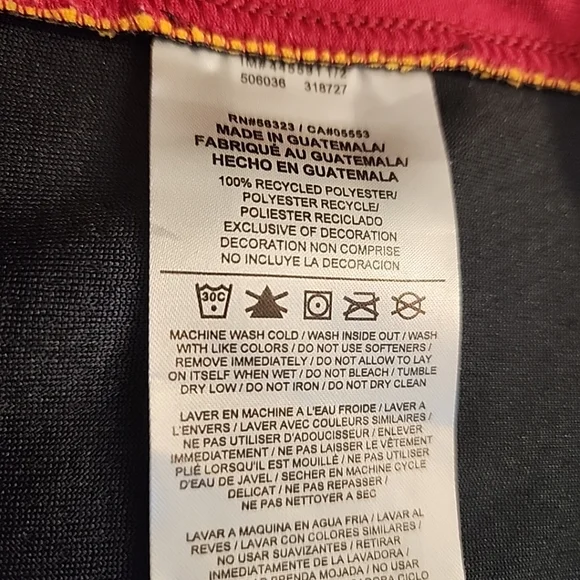 506036 318727
RN#56323 / CA#05553
MADE IN GUATEMALA/
FABRIQUÉ AU GUATEMALA/
HECHO EN GUATEMALA
100% RECYCLED POLYESTER/
POLYESTER RECYCLE/
POLIESTER RECICLADO
EXCLUSIVE OF DECORATION
DECORATION NON COMPRISE
NO INCLUYE LA DECORACION
30C
MACHINE WASH COLD / WASH INSIDE OUT / WASH
WITH LIKE COLORS / DO NOT USE SOFTENERS /
REMOVE IMMEDIATELY / DO NOT ALLOW TO LAY
ON ITSELF WHEN WET / DO NOT BLEACH / TUMBLE
DRY LOW / DO NOT IRON / DO NOT DRY CLEAN
LAVER EN MACHINE A L'EAU FROIDE / LAVER A
L'ENVERS / LAVER AVEC COULEURS SIMILAIRES /
NE PAS UTILISER D'ADOUCISSEUR / ENLEVER
IMMEDIATEMENT / NE PAS LAISSER LE VÊTEMENT
PLIÉ LORSQU'IL EST MOUILLÉ / NE PAS UTILISER
D'EAU DE JAVEL / SECHER EN MACHINE CYCLE
DELICAT / NE PAS REPASSER /
NE PAS NETTOYER A SEC
LAVAR A MAQUINA EN AGUA FRIA / LAVAR AL
REVES / LAVAR CON COLORES SIMILARES /
NO USAR SUAVIZANTES / RETIRAR
INMEDIATAMENTE DE LA LAVADORA /
PRENDA MOJADA / NO USAR
CICLO